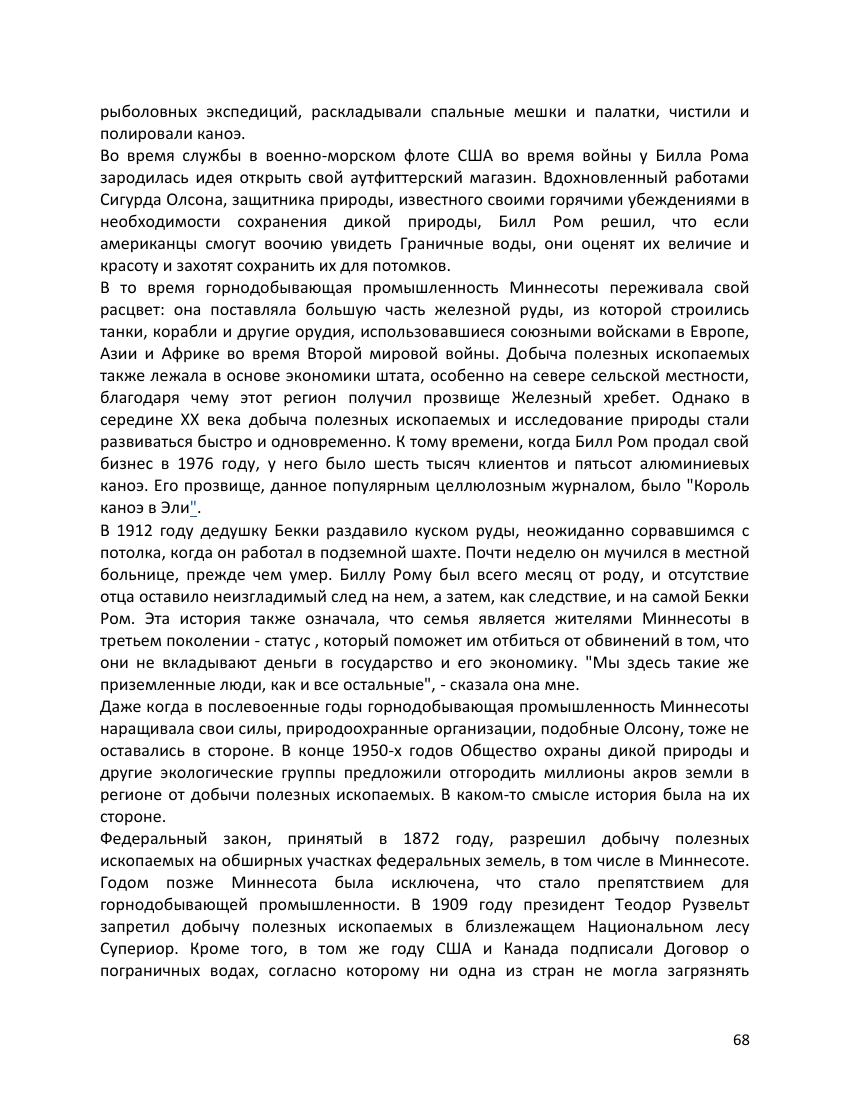 рыболовных экспедиций, раскладывали спальные мешки и палатки, чистили и
полировали каноэ.
Во время службы в военно-морском флоте США во время войны у Билла Рома
зародилась идея открыть свой аутфиттерский магазин. Вдохновленный работами
Сигурда Олсона, защитника природы, известного своими горячими убеждениями в
необходимости сохранения дикой природы, Билл Ром решил, что если
американцы смогут воочию увидеть Граничные воды, они оценят их величие и
красоту и захотят сохранить их для потомков.
В то время горнодобывающая промышленность Миннесоты переживала свой
расцвет: она поставляла большую часть железной руды, из которой строились
танки, корабли и другие орудия, использовавшиеся союзными войсками в Европе,
Азии и Африке во время Второй мировой войны. Добыча полезных ископаемых
также лежала в основе экономики штата, особенно на севере сельской местности,
благодаря чему этот регион получил прозвище Железный хребет. Однако в
середине XX века добыча полезных ископаемых и исследование природы стали
развиваться быстро и одновременно. К тому времени, когда Билл Ром продал свой
бизнес в 1976 году, у него было шесть тысяч клиентов и пятьсот алюминиевых
каноэ. Его прозвище, данное популярным целлюлозным журналом, было "Король
каноэ в Эли".
В 1912 году дедушку Бекки раздавило куском руды, неожиданно сорвавшимся с
потолка, когда он работал в подземной шахте. Почти неделю он мучился в местной
больнице, прежде чем умер. Биллу Рому был всего месяц от роду, и отсутствие
отца оставило неизгладимый след на нем, а затем, как следствие, и на самой Бекки
Ром. Эта история также означала, что семья является жителями Миннесоты в
третьем поколении - статус , который поможет им отбиться от обвинений в том, что
они не вкладывают деньги в государство и его экономику. "Мы здесь такие же
приземленные люди, как и все остальные", - сказала она мне.
Даже когда в послевоенные годы горнодобывающая промышленность Миннесоты
наращивала свои силы, природоохранные организации, подобные Олсону, тоже не
оставались в стороне. В конце 1950-х годов Общество охраны дикой природы и
другие экологические группы предложили отгородить миллионы акров земли в
регионе от добычи полезных ископаемых. В каком-то смысле история была на их
стороне.
Федеральный закон, принятый в 1872 году, разрешил добычу полезных
ископаемых на обширных участках федеральных земель, в том числе в Миннесоте.
Годом позже Миннесота была исключена, что стало препятствием для
горнодобывающей промышленности. В 1909 году президент Теодор Рузвельт
запретил добычу полезных ископаемых в близлежащем Национальном лесу
Супериор. Кроме того, в том же году США и Канада подписали Договор о
пограничных водах, согласно которому ни одна из стран не могла загрязнять
68